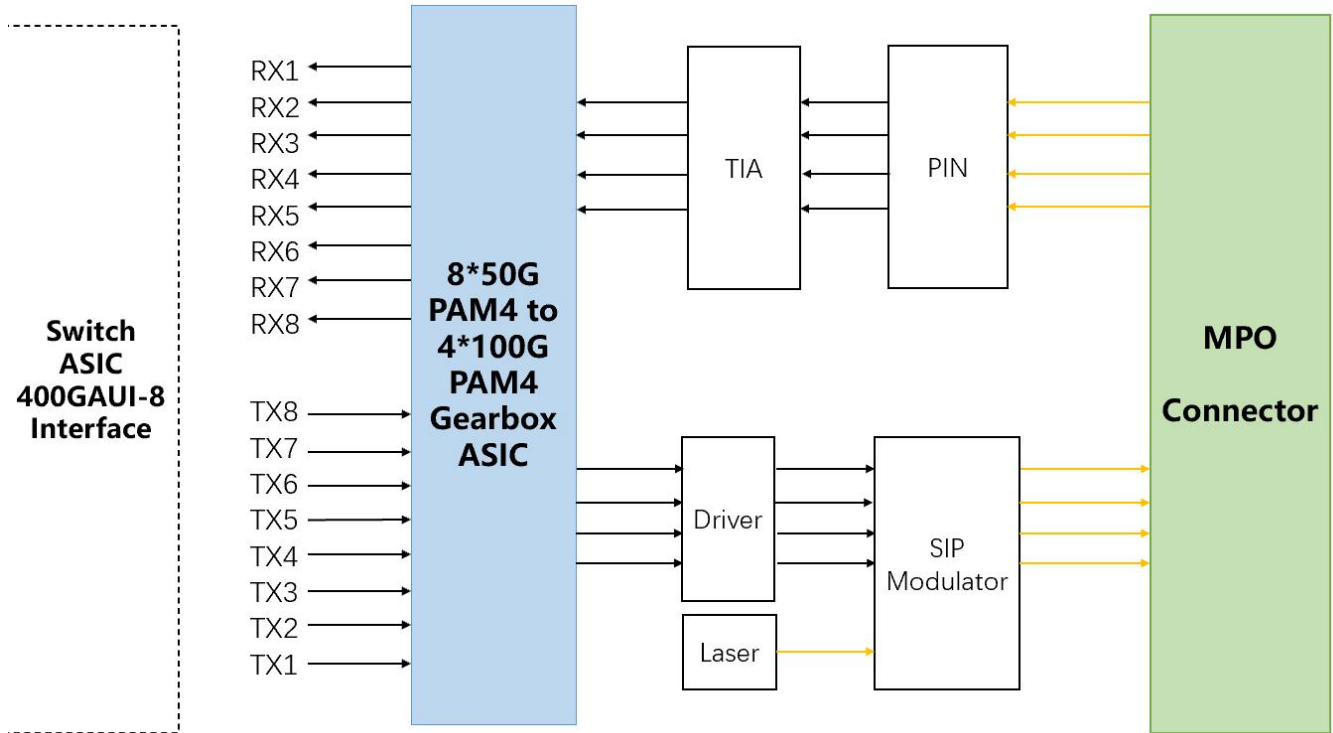 Switch
ASIC
400GAUI-8
Interface
RX1
RX2
RX3
RX4
RX5
RX6
RX7
RX8
TX8
TX7
TX6
TX5
TX4
TX3
TX2
TX1
8*50G
PAM4 to
4*100G
PAM4
Gearbox
ASIC
TIA
PIN
Driver
Laser
SIP
Modulator
MPO
Connector